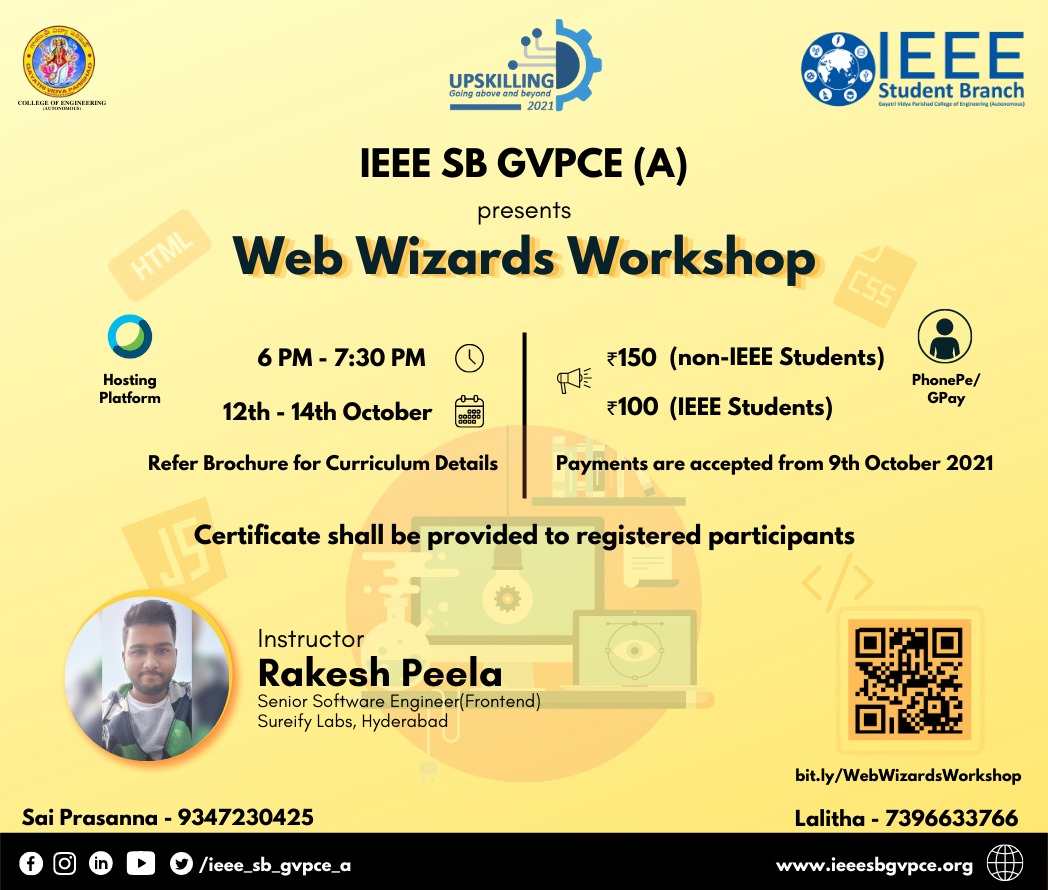 COLLEGE OF ENGINEERING
(AUTONOMOUS)
UPSKILLING
Going above and beyond
2021
IEEE
Student Branch
Gayatri Vidya Parishad College of Engineering (Autonomous)
IEEE SB GVPCE (A)
presents
Web Wizards Workshop
HTML
CSS
Hosting
Platform
6 PM - 7:30 PM
12th - 14th October
Refer Brochure for Curriculum Details
₹150 (non-IEEE Students)
₹100 (IEEE Students)
PhonePe/
GPay
Payments are accepted from 9th October 2021
Certificate shall be provided to registered participants
JS
</>
Instructor
Rakesh Peela
Senior Software Engineer(Frontend)
Sureify Labs, Hyderabad
bit.ly/WebWizardsWorkshop
Sai Prasanna - 9347230425
Lalitha - 7396633766
/ieee_sb_gvpce_a
www.ieeesbgvpce.org